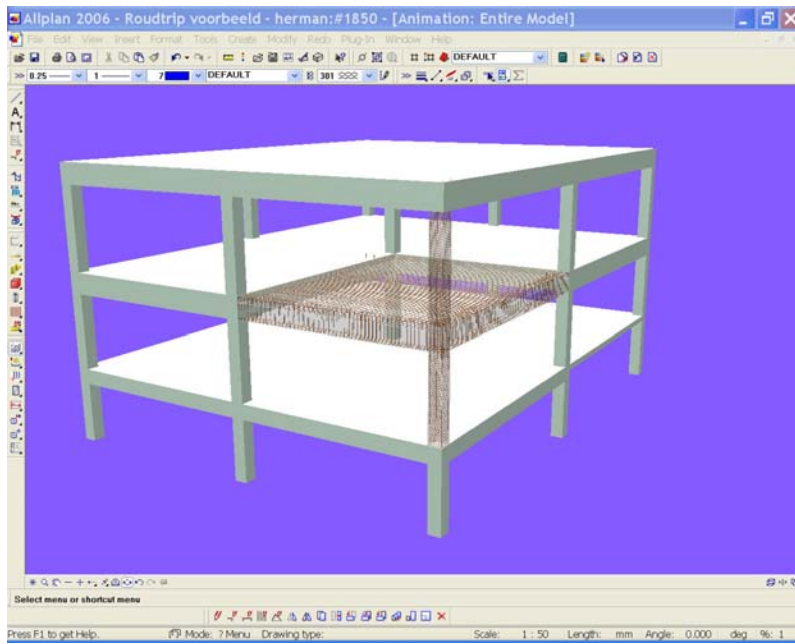 Allplan 2006 - Roudtrip voorbeeld - herman:#1850 - [Animation: Entire Model]
File Edit View Insert Format Tools Create Modify Redo Plug-In Window Help
DEFAULT
0.25 1 7 DEFAULT 301
Select menu or shortcut menu
Press F1 to get Help. Mode: ? Menu Drawing type: Scale: 1 : 50 Length: mm Angle: 0.000 deg %: 1